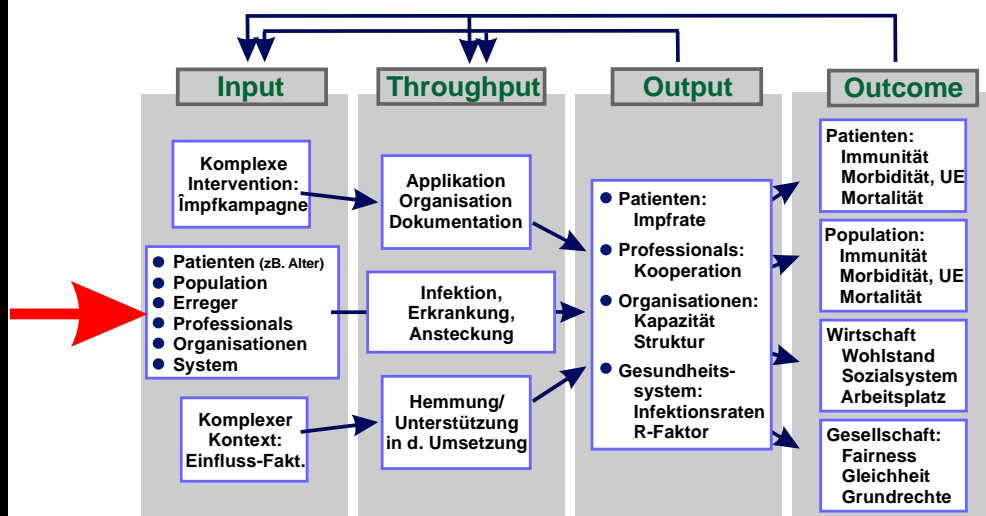 Input
Throughput
Output
Outcome
Komplexe
Intervention:
Împfkampagne
Patienten (zB. Alter)
Population
Erreger
Professionals
Organisationen
System
Komplexer
Kontext:
Einfluss-Fakt.
Applikation
Organisation
Dokumentation
Infektion,
Erkrankung,
Ansteckung
Hemmung/
Unterstützung
in d. Umsetzung
Patienten:
Impfrate
Professionals:
Kooperation
Organisationen:
Kapazität
Struktur
Gesundheits-
system:
Infektionsraten
R-Faktor
Patienten:
Immunität
Morbidität, UE
Mortalität
Population:
Immunität
Morbidität, UE
Mortalität
Wirtschaft
Wohlstand
Sozialsystem
Arbeitsplatz
Gesellschaft:
Fairness
Gleichheit
Grundrechte